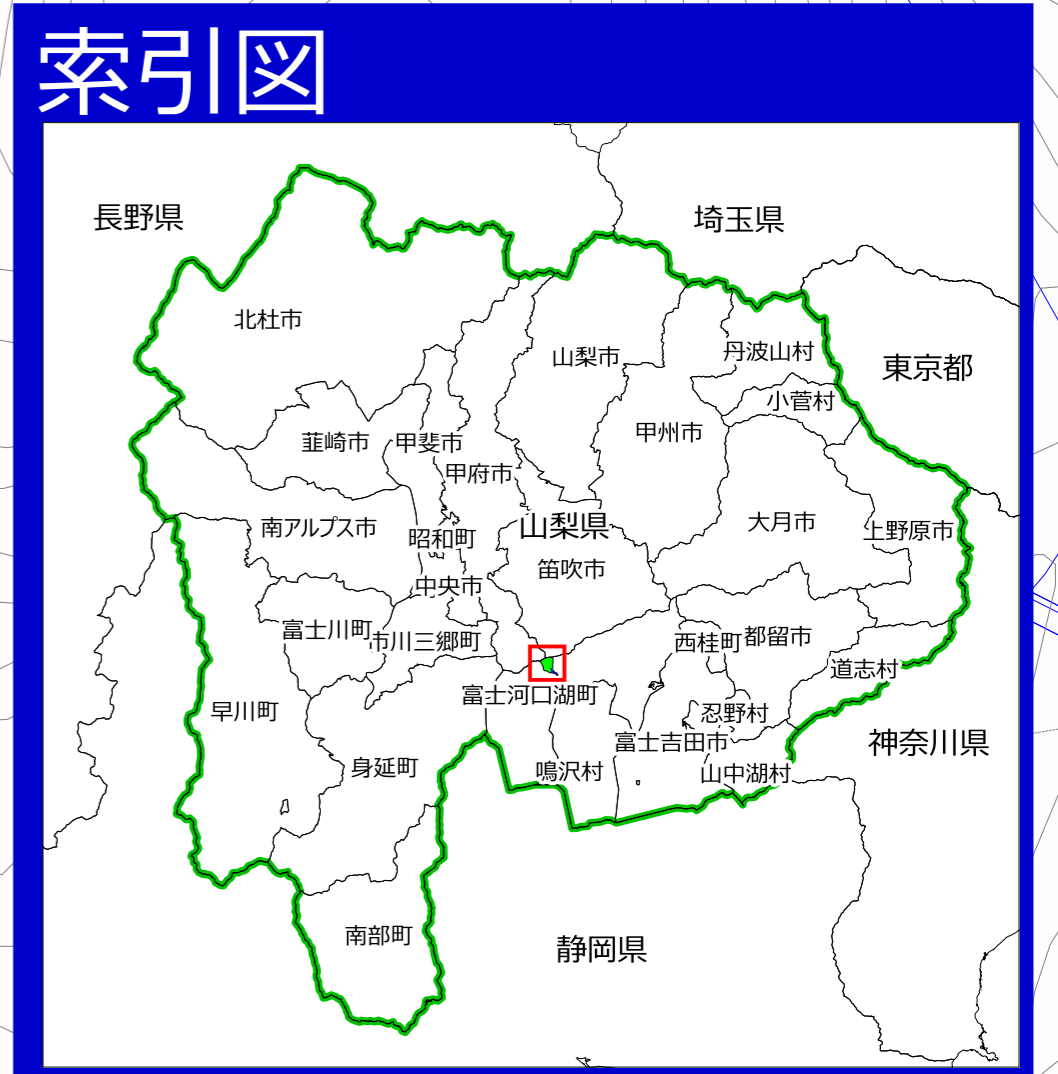 索引図
長野県
埼玉県
北杜市
山梨市
丹波山村
東京都
小菅村
韮崎市
甲斐市
甲州市
甲府市
南アルプス市
昭和町
山梨県
大月市
上野原市
笛吹市
中央市
富士川町
市川三郷町
西桂町
都留市
道志村
富士河口湖町
早川町
忍野村
富士吉田市
神奈川県
身延町
鳴沢村
山中湖村
南部町
静岡県